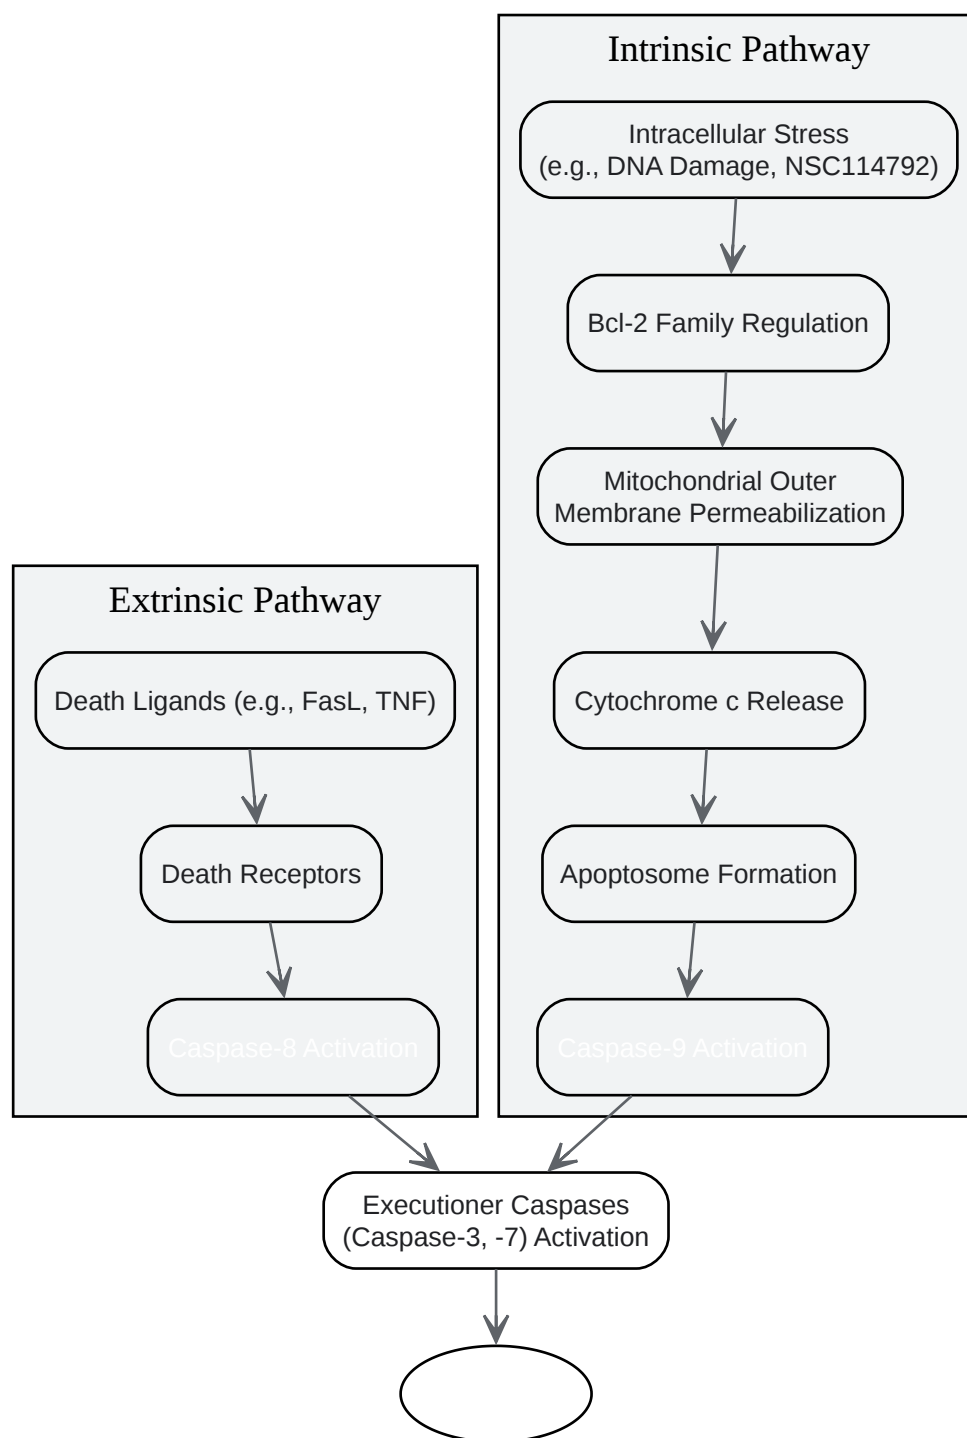 Intrinsic Pathway
Intracellular Stress
(e.g., DNA Damage, NSC114792)
Bcl-2 Family Regulation
Mitochondrial Outer
Membrane Permeabilization
Extrinsic Pathway
Death Ligands (e.g., FasL, TNF)
Cytochrome c Release
Death Receptors
Apoptosome Formation
Caspase-8 Activation
Caspase-9 Activation
Executioner Caspases
(Caspase-3, -7) Activation